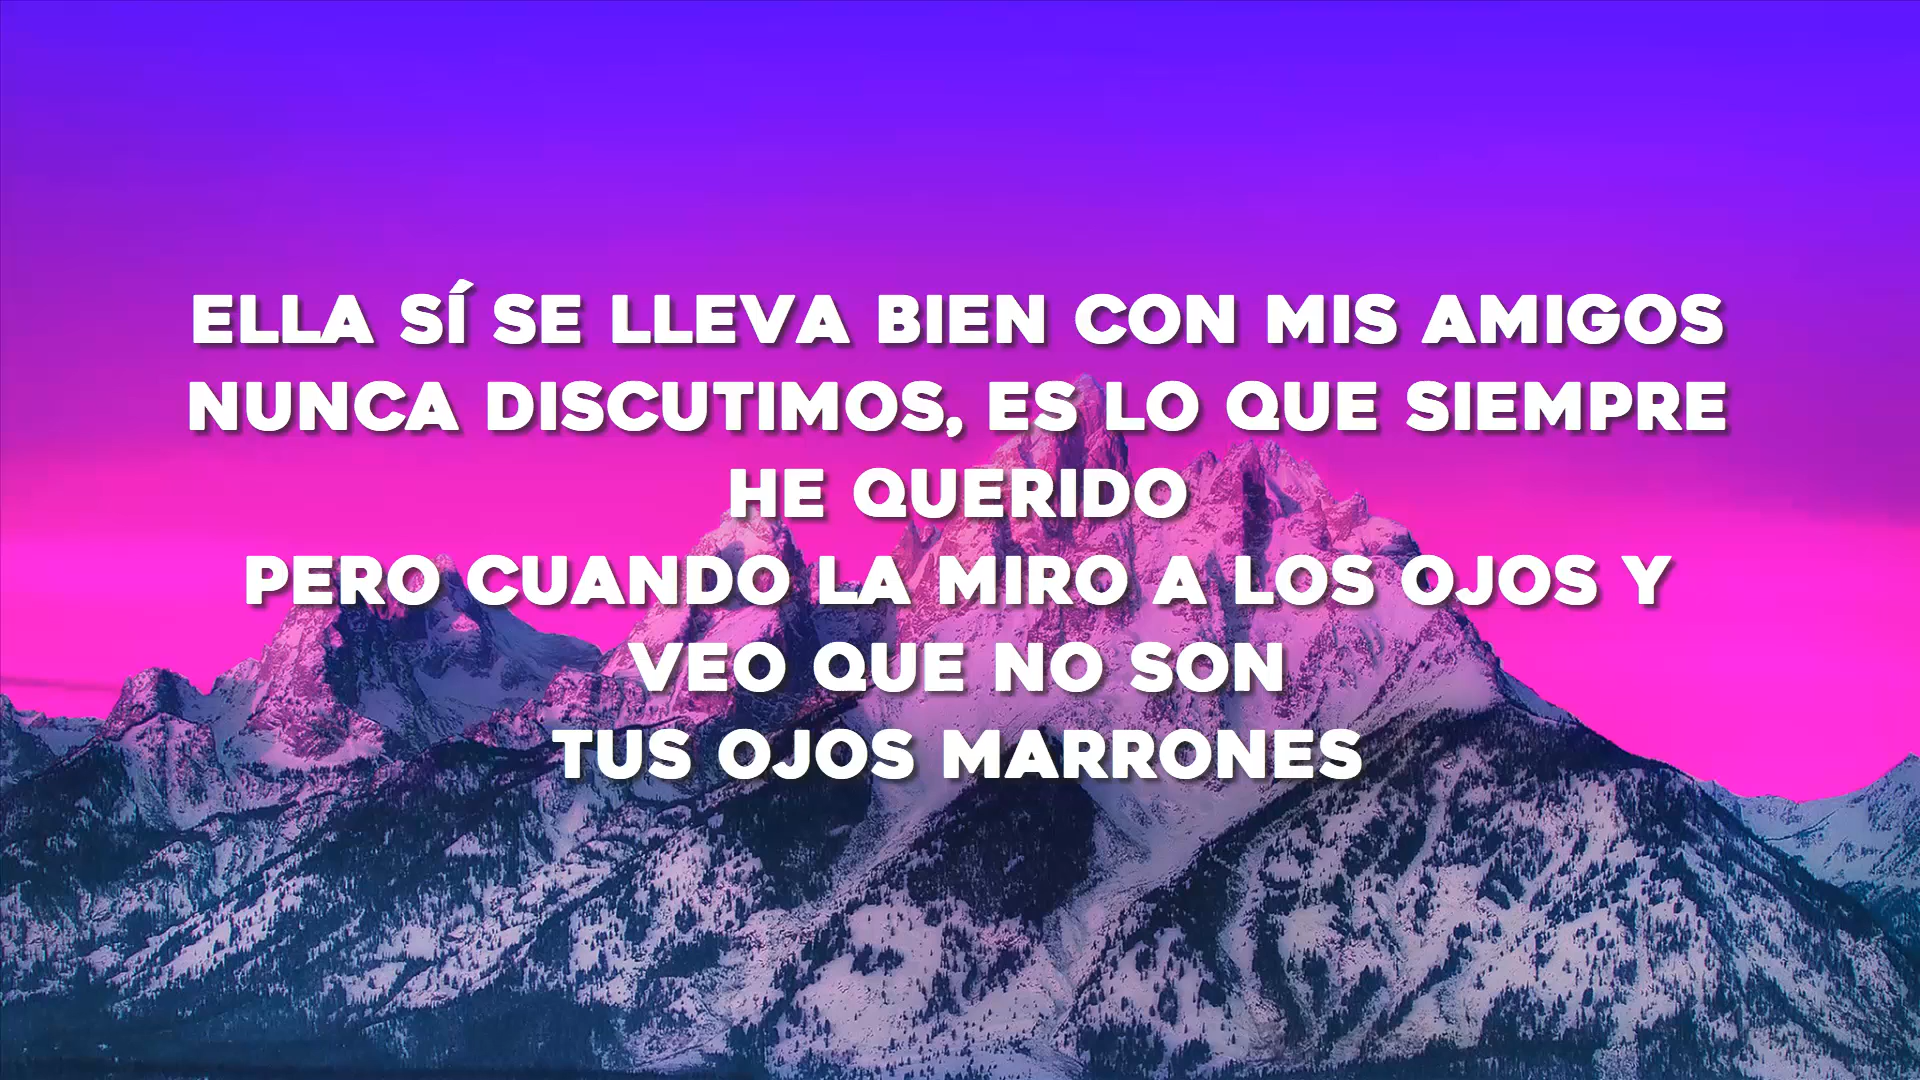 ELLA SÍ SE LLEVA BIEN CON MIS AMIGOS
NUNCA DISCUTIMOS, ES LO QUE SIEMPRE
HE QUERIDO
PERO CUANDO LA MIRO A LOS OJOS Y
VEO QUE NO SON
TUS OJOS MARRONES